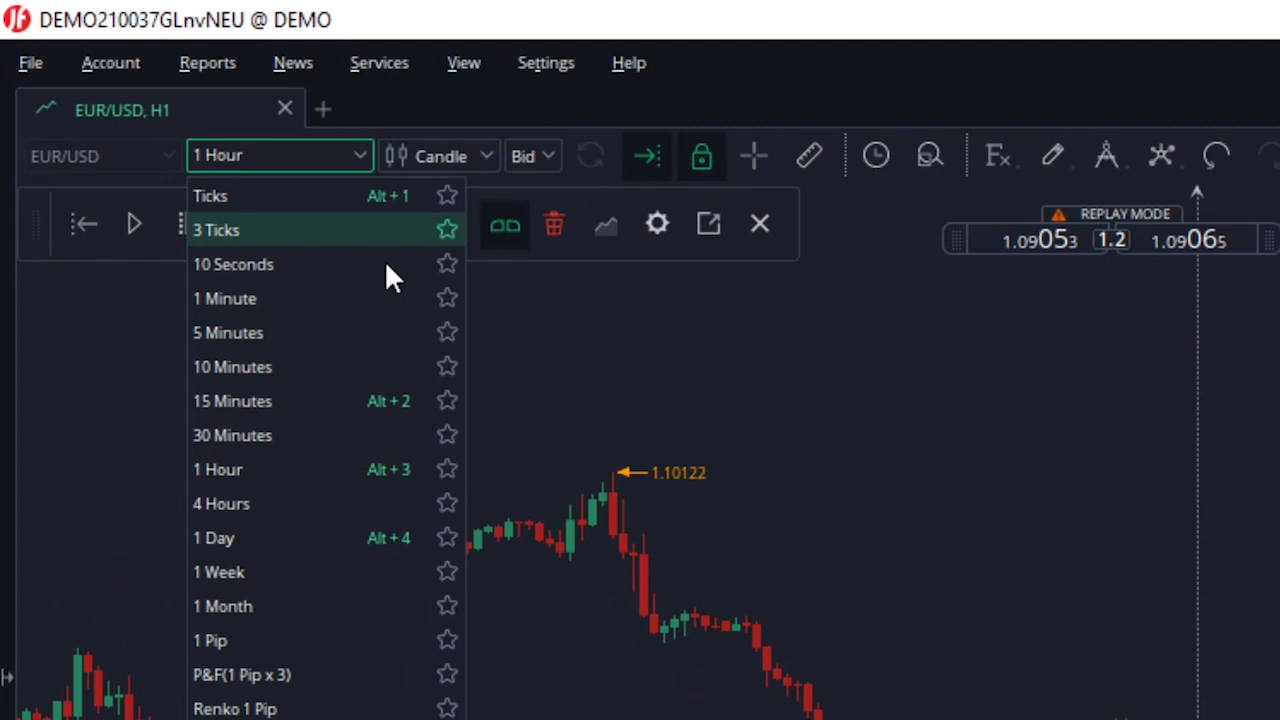 DEMO210037GLnvNEU @ DEMO
File Account Reports News Services View Settings Help
EUR/USD, H1
EUR/USD 1 Hour Candle Bid Fx
Ticks Alt + 1
3 Ticks
10 Seconds
1 Minute
5 Minutes
10 Minutes
15 Minutes Alt + 2
30 Minutes
1 Hour Alt + 3
4 Hours
1 Day Alt + 4
1 Week
1 Month
1 Pip
P&F(1 Pip x 3)
Renko 1 Pip
REPLAY MODE
1.09053 1.2 1.09065
1.10122